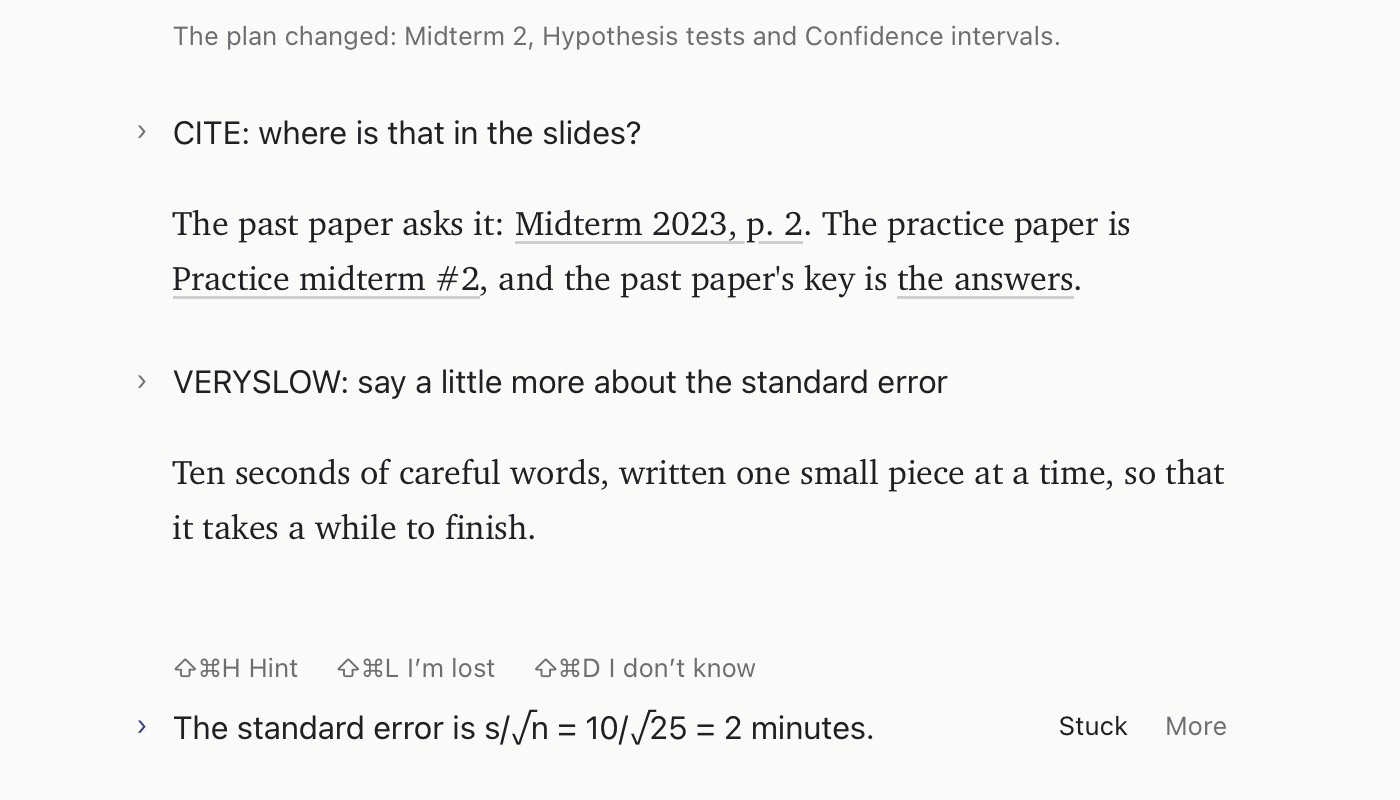 The plan changed: Midterm 2, Hypothesis tests and Confidence intervals.
› CITE: where is that in the slides?
The past paper asks it: Midterm 2023, p. 2. The practice paper is
Practice midterm #2, and the past paper's key is the answers.
› VERYSLOW: say a little more about the standard error
Ten seconds of careful words, written one small piece at a time, so that
it takes a while to finish.
⇧⌘H Hint ⇧⌘L I’m lost ⇧⌘D I don’t know
› The standard error is s/√n = 10/√25 = 2 minutes. Stuck More